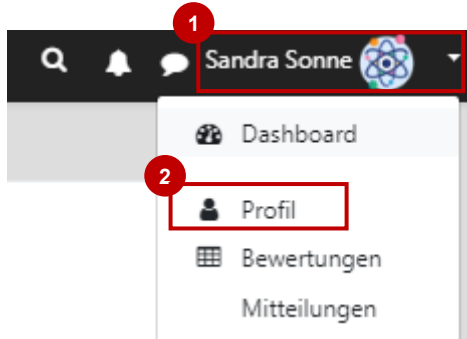 1
Sandra Sonne
Dashboard
2
Profil
Bewertungen
Mitteilungen